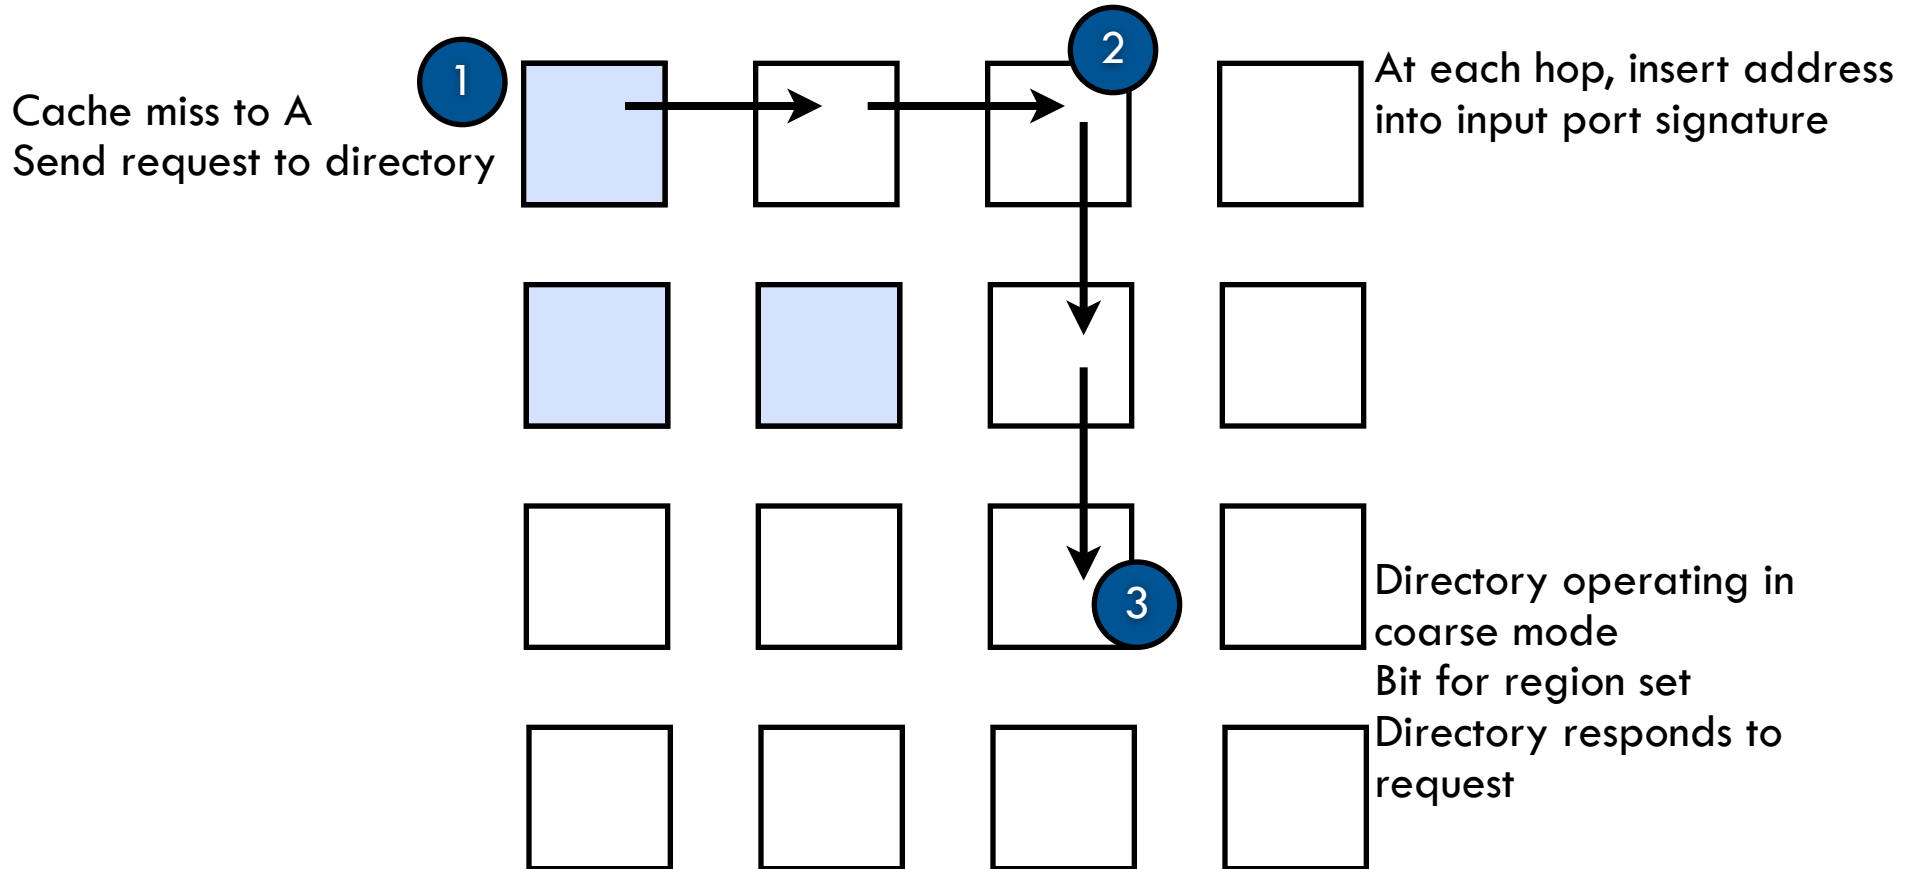 1
Cache miss to A
Send request to directory
2
At each hop, insert address
into input port signature
3
Directory operating in
coarse mode
Bit for region set
Directory responds to
request